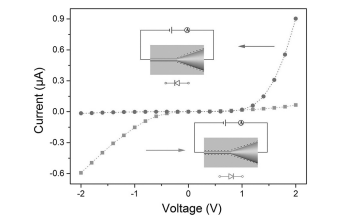 Current (μA)
0.9
0.6
0.3
0.0
-0.3
-0.6
-2
-1
0
1
2
Voltage (V)
A
A